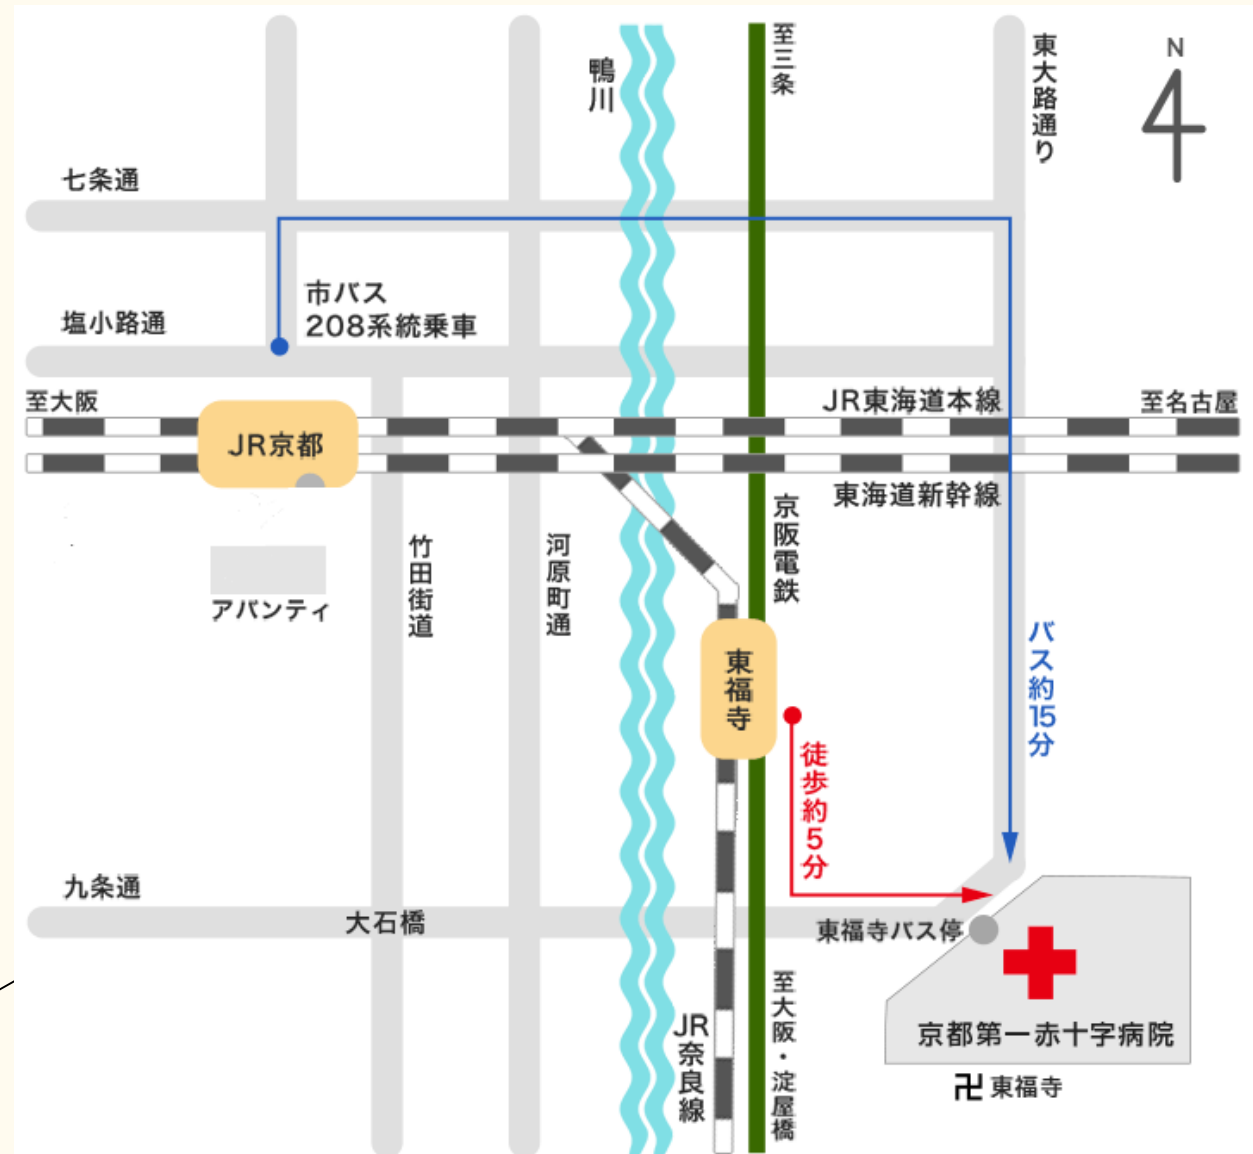 至三条
鴨川
東大路通り
N
七条通
市バス
208系統乗車
塩小路通
至大阪
JR東海道本線
至名古屋
JR京都
東海道新幹線
京阪電鉄
竹田街道
河原町通
アバンティ
バス約15分
東福寺
徒歩約5分
九条通
大石橋
東福寺バス停
至大阪・淀屋橋
JR奈良線
京都第一赤十字病院
卍東福寺